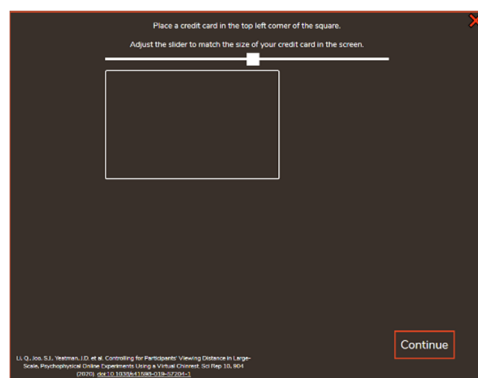 Place a credit card in the top left corner of the square.
Adjust the slider to match the size of your credit card in the screen.
Continue
Li, Q., Joo, S.J., Yeatman, J.D. et al. Controlling for Participants' Viewing Distance in Large-
Scale, Psychophysical Online Experiments Using a Virtual Chinrest. Sci Rep 10, 904
(2020). doi:10.1038/s41598-019-57204-1